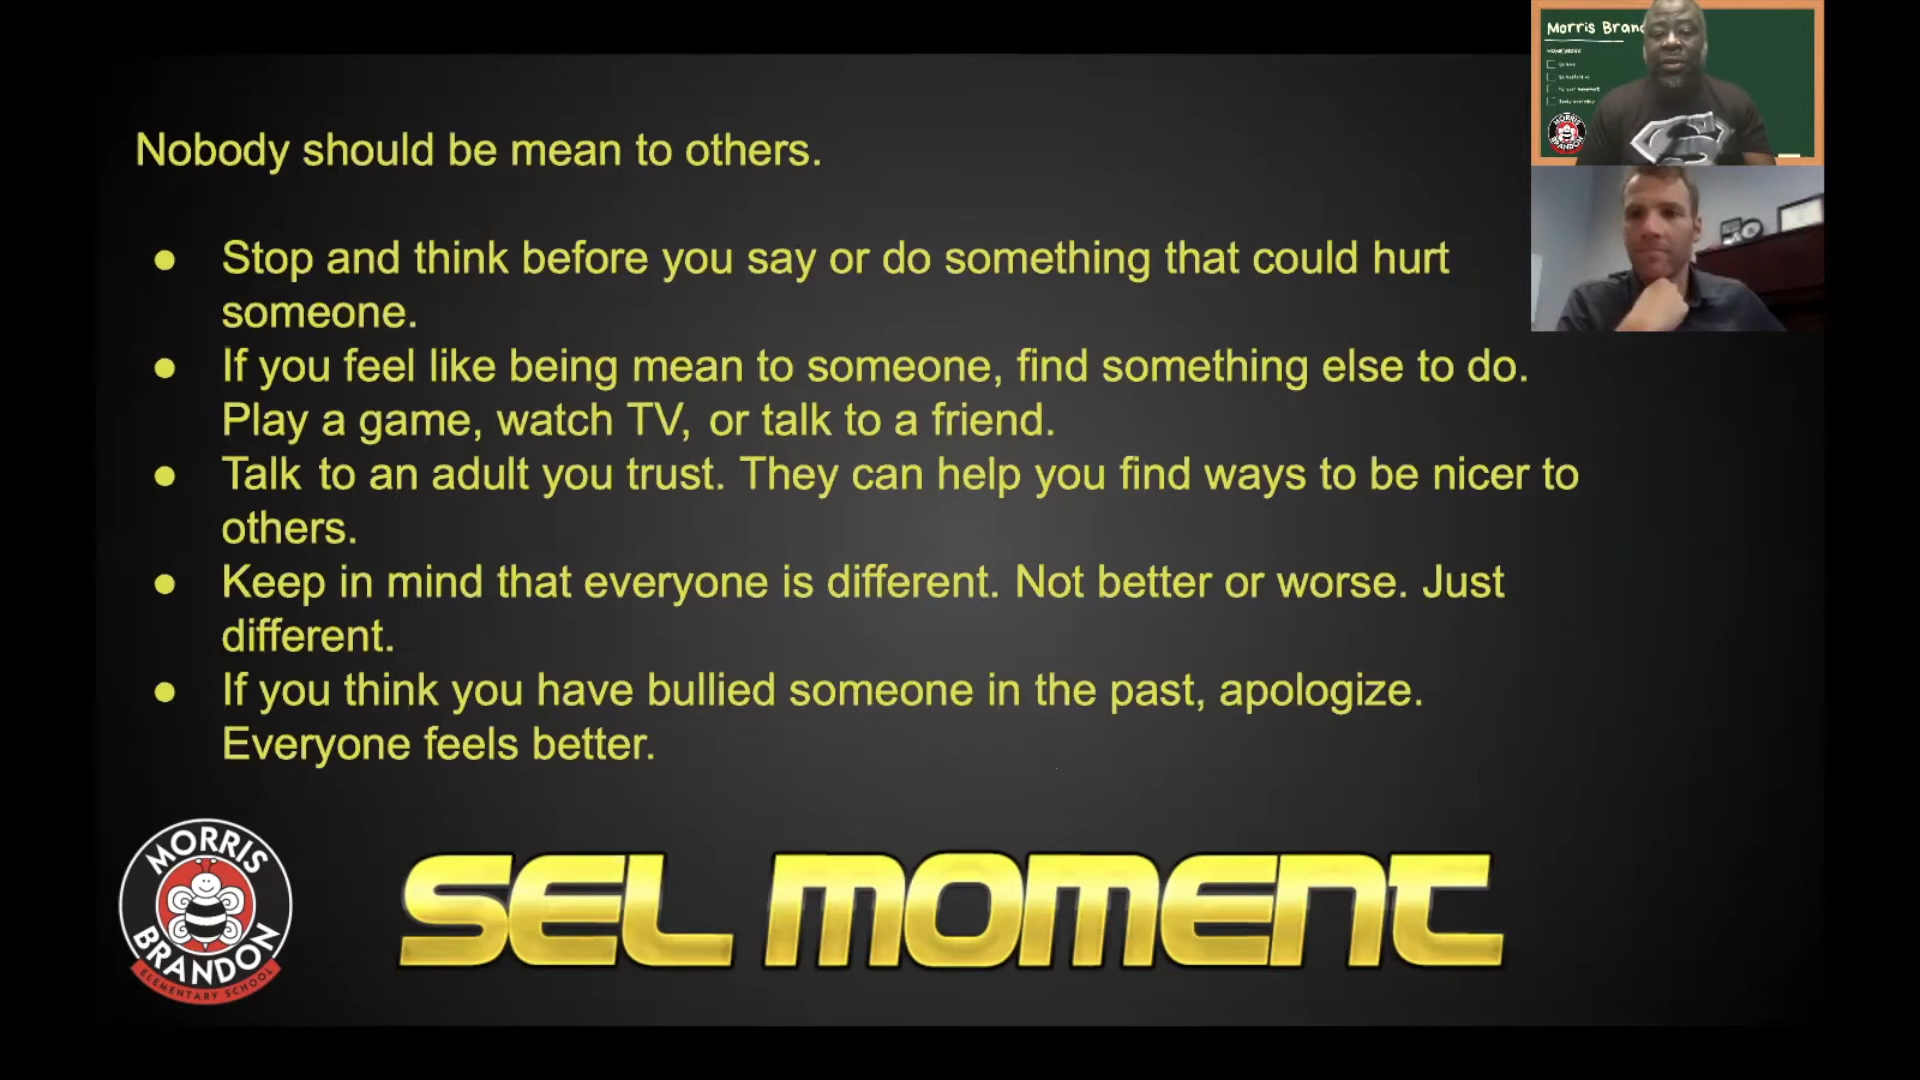 Nobody should be mean to others.
● Stop and think before you say or do something that could hurt
someone.
● If you feel like being mean to someone, find something else to do.
Play a game, watch TV, or talk to a friend.
● Talk to an adult you trust. They can help you find ways to be nicer to
others.
● Keep in mind that everyone is different. Not better or worse. Just
different.
● If you think you have bullied someone in the past, apologize.
Everyone feels better.
MORRIS
BRANDON
ELEMENTARY SCHOOL
SEL MOMENT
Morris Bran
MORRIS
BRANDON
S